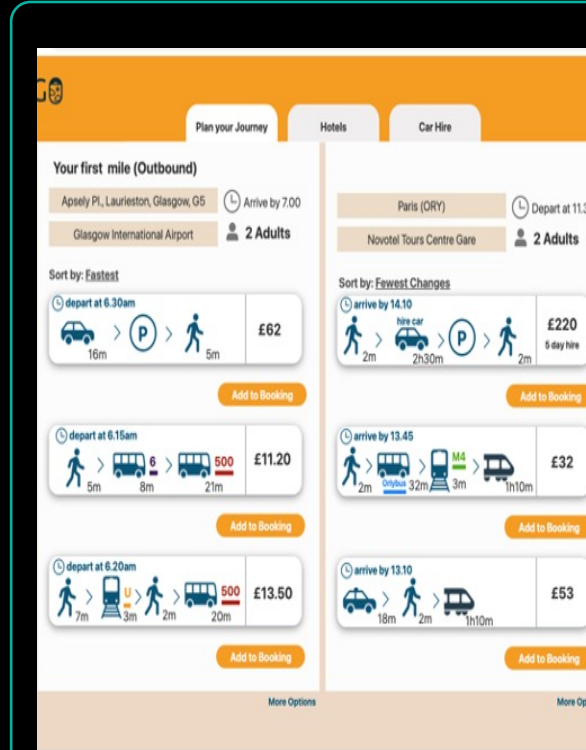 GO
Plan your Journey
Hotels
Car Hire
Your first mile (Outbound)
Apsely Pl., Laurieston, Glasgow, G5
Arrive by 7.00
Glasgow International Airport
2 Adults
Sort by: Fastest
depart at 6.30am
P
£62
16m
5m
Add to Booking
depart at 6.15am
6
500
£11.20
5m
8m
21m
Add to Booking
depart at 6.20am
U
500
£13.50
7m
3m
2m
20m
Add to Booking
More Options
Paris (ORY)
Depart at 11.3
Novotel Tours Centre Gare
2 Adults
Sort by: Fewest Changes
arrive by 14.10
hire car
P
£220
5 day hire
2m
2h30m
2m
Add to Booking
arrive by 13.45
M4
£32
2m
Orlybus
32m
3m
1h10m
Add to Booking
arrive by 13.10
£53
18m
2m
1h10m
Add to Booking
More Op